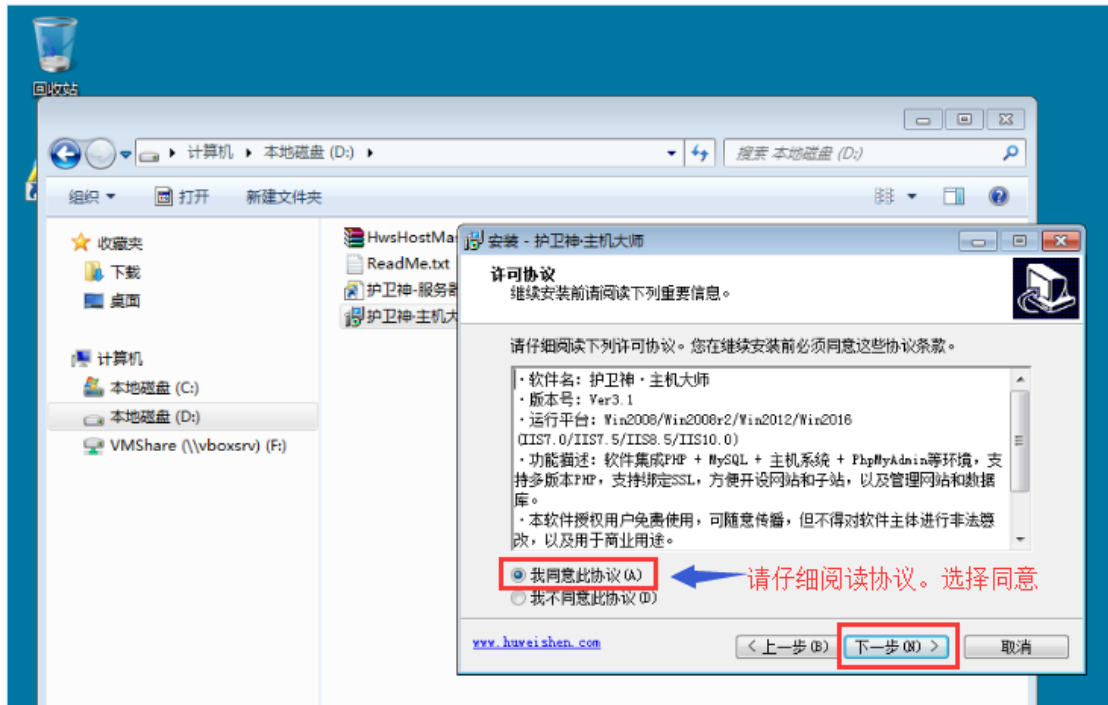 回收站
计算机 本地磁盘 (D:)
搜索 本地磁盘 (D:)
组织 打开 新建文件夹
收藏夹
下载
桌面
计算机
本地磁盘 (C:)
本地磁盘 (D:)
VMShare (\\vboxsrv) (F:)
HwsHostMas
ReadMe.txt
护卫神-服务器
护卫神·主机大
安装 - 护卫神·主机大师
许可协议
继续安装前请阅读下列重要信息。
请仔细阅读下列许可协议。您在继续安装前必须同意这些协议条款。
·软件名：护卫神·主机大师
·版本号：Ver3.1
·运行平台：Win2008/Win2008r2/Win2012/Win2016
(IIS7.0/IIS7.5/IIS8.5/IIS10.0)
·功能描述：软件集成PHP + MySQL + 主机系统 + PhpMyAdmin等环境，支
持多版本PHP，支持绑定SSL，方便开设网站和子站，以及管理网站和数据
库。
·本软件授权用户免费使用，可随意传播，但不得对软件主体进行非法篡
改，以及用于商业用途。
我同意此协议(A)
请仔细阅读协议。选择同意
我不同意此协议(D)
www.huweishen.com
<上一步(B) 下一步(N) > 取消